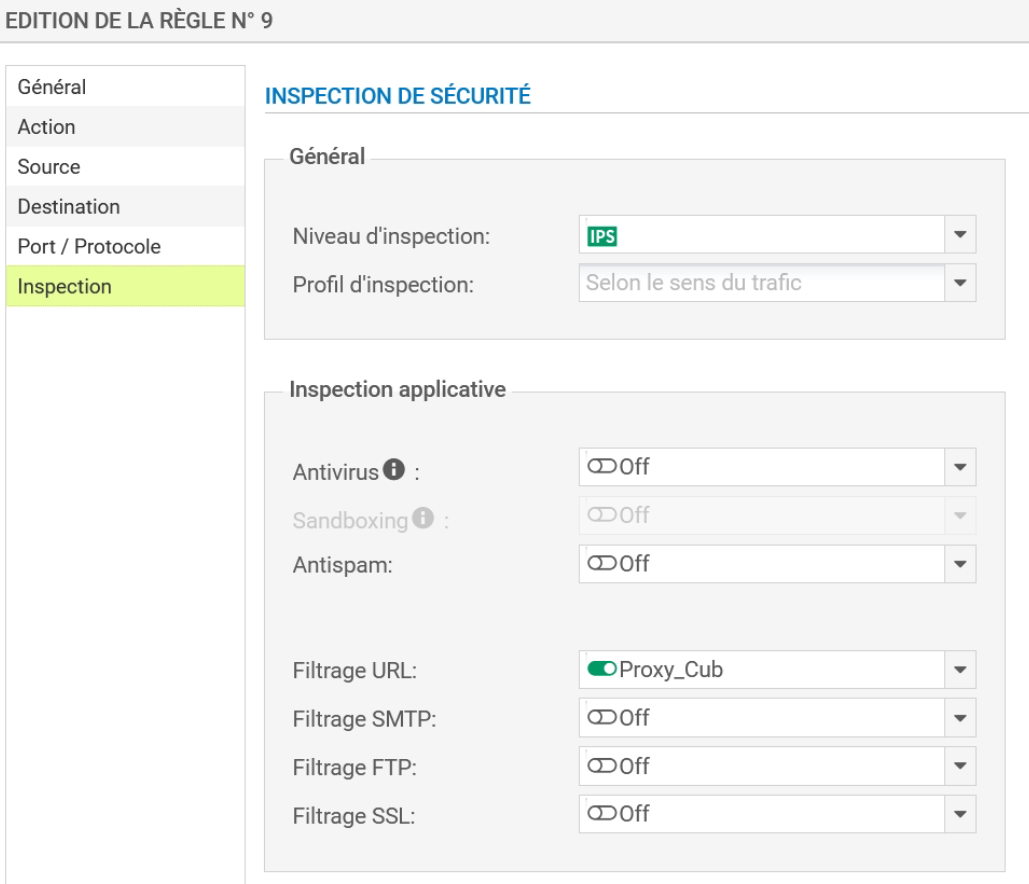 EDITION DE LA RÈGLE N° 9
Général
Action
Source
Destination
Port / Protocole
Inspection
INSPECTION DE SÉCURITÉ
Général
Niveau d'inspection: IPS
Profil d'inspection: Selon le sens du trafic
Inspection applicative
Antivirus : Off
Sandboxing : Off
Antispam: Off
Filtrage URL: Proxy_Cub
Filtrage SMTP: Off
Filtrage FTP: Off
Filtrage SSL: Off